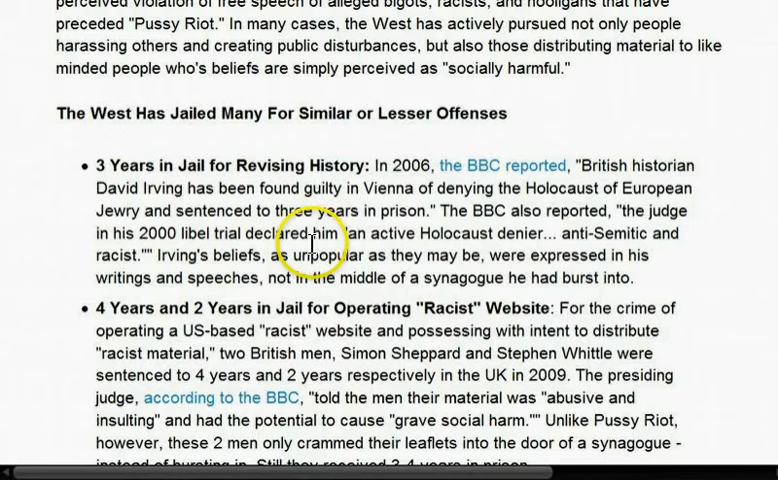 perceived violation of free speech of alleged bigots, racists, and hooligans that have
preceded "Pussy Riot." In many cases, the West has actively pursued not only people
harassing others and creating public disturbances, but also those distributing material to like
minded people who's beliefs are simply perceived as "socially harmful."
The West Has Jailed Many For Similar or Lesser Offenses
• 3 Years in Jail for Revising History: In 2006, the BBC reported, "British historian
David Irving has been found guilty in Vienna of denying the Holocaust of European
Jewry and sentenced to three years in prison." The BBC also reported, "the judge
in his 2000 libel trial declared him "an active Holocaust denier... anti-Semitic and
racist."" Irving's beliefs, as unpopular as they may be, were expressed in his
writings and speeches, not in the middle of a synagogue he had burst into.
• 4 Years and 2 Years in Jail for Operating "Racist" Website: For the crime of
operating a US-based "racist" website and possessing with intent to distribute
"racist material," two British men, Simon Sheppard and Stephen Whittle were
sentenced to 4 years and 2 years respectively in the UK in 2009. The presiding
judge, according to the BBC, "told the men their material was "abusive and
insulting" and had the potential to cause "grave social harm."" Unlike Pussy Riot,
however, these 2 men only crammed their leaflets into the door of a synagogue -
instead of bursting in. Still they received 2-4 years in prison.